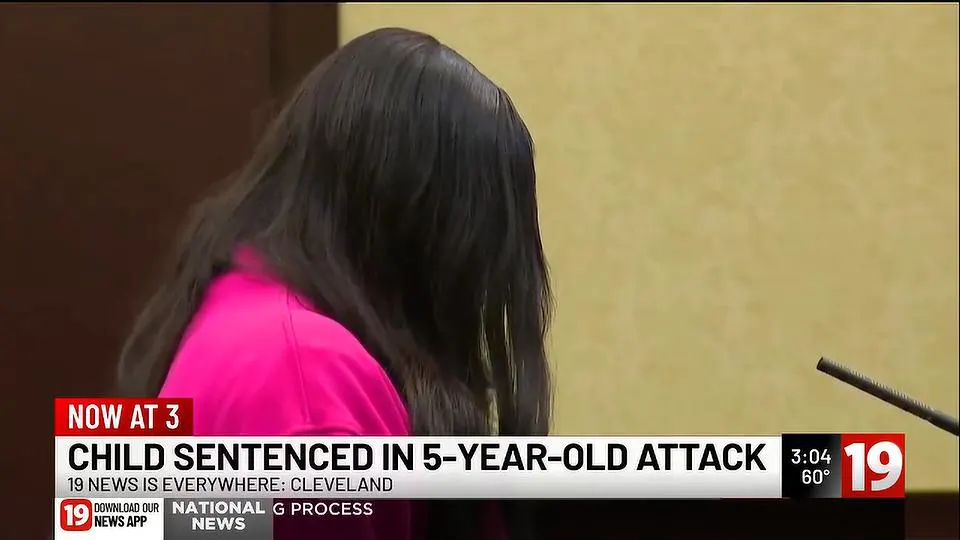 NOW AT 3
CHILD SENTENCED IN 5-YEAR-OLD ATTACK
19 NEWS IS EVERYWHERE: CLEVELAND
3:04
60°
19
19 DOWNLOAD OUR
NEWS APP
NATIONAL
NEWS
G PROCESS